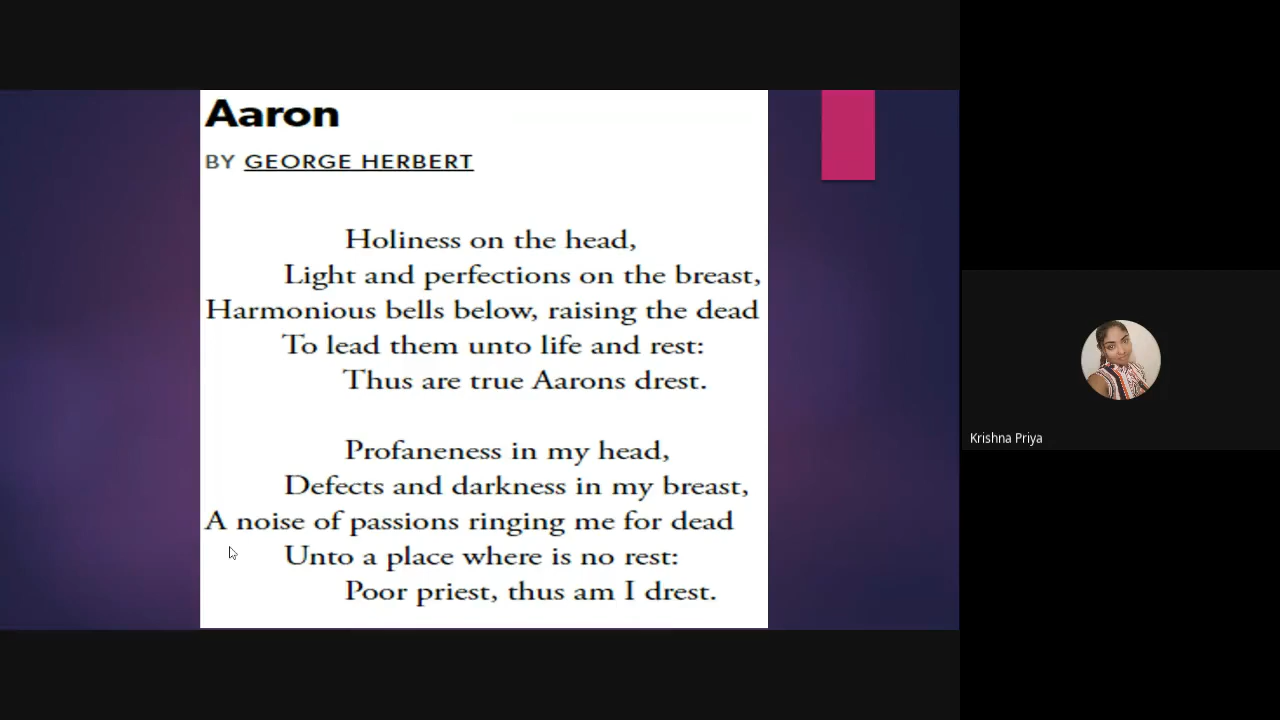 Aaron
BY GEORGE HERBERT
Holiness on the head,
Light and perfections on the breast,
Harmonious bells below, raising the dead
To lead them unto life and rest:
Thus are true Aarons drest.
Profaneness in my head,
Defects and darkness in my breast,
A noise of passions ringing me for dead
Unto a place where is no rest:
Poor priest, thus am I drest.
Krishna Priya